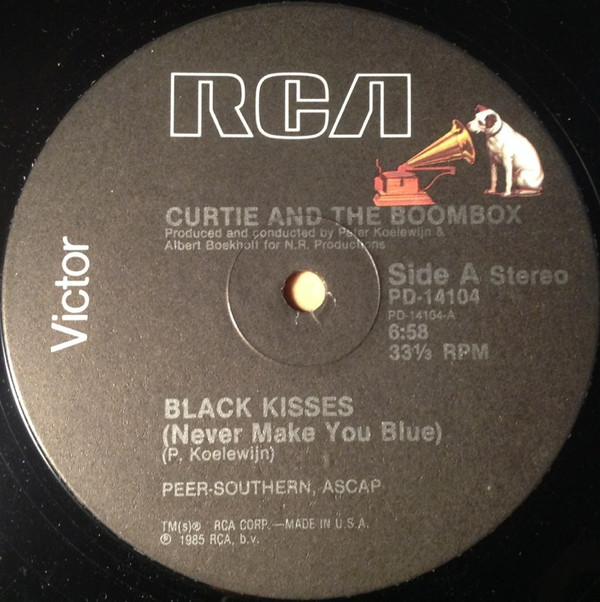 RCA
Victor
CURTIE AND THE BOOMBOX
Produced and conducted by Peter Koelewijn &
Albert Boekholt for N.R. Productions
Side A Stereo
PD-14104
PD-14104-A
6:58
33⅓ RPM
BLACK KISSES
(Never Make You Blue)
(P. Koelewijn)
PEER-SOUTHERN, ASCAP
TM(s)® RCA CORP.—MADE IN U.S.A.
℗ 1985 RCA, b.v.